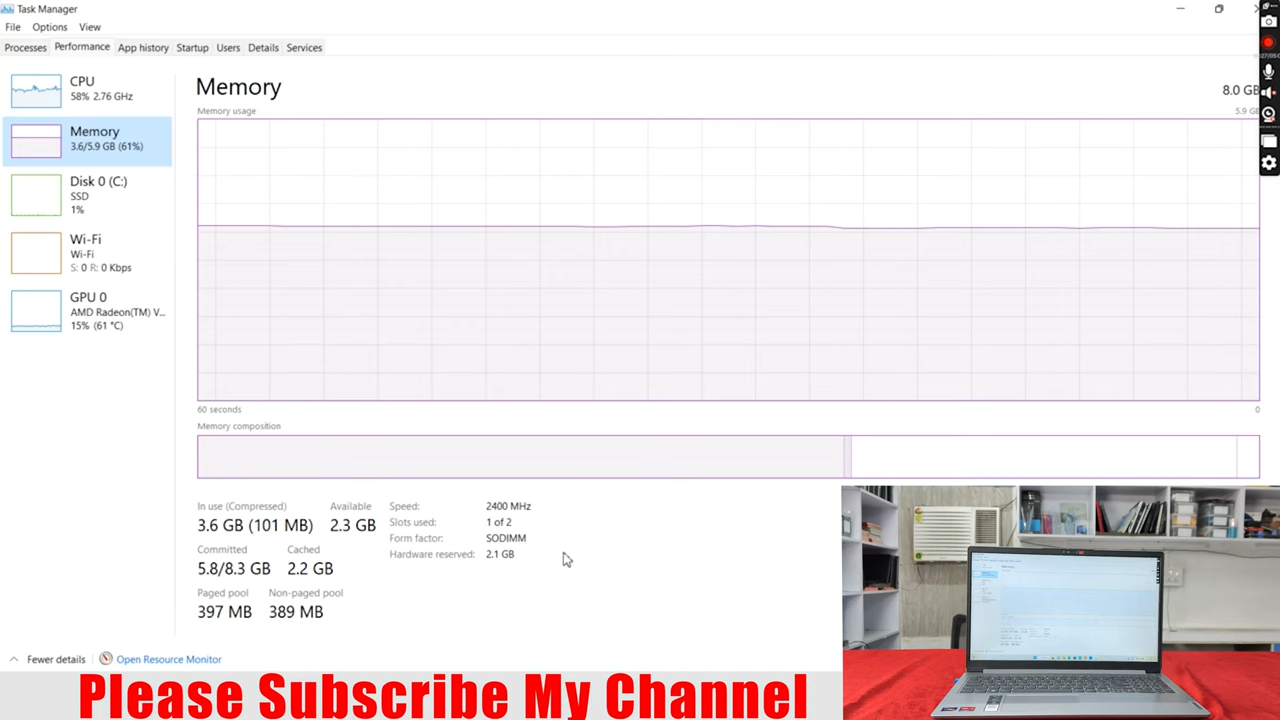 Task Manager
File Options View
Processes Performance App history Startup Users Details Services
CPU
58% 2.76 GHz
Memory
3.6/5.9 GB (61%)
Disk 0 (C:)
SSD
1%
Wi-Fi
Wi-Fi
S: 0 R: 0 Kbps
GPU 0
AMD Radeon(TM) V...
15% (61 °C)
Memory
8.0 GB
Memory usage
5.9 GB
60 seconds
0
Memory composition
In use (Compressed)
3.6 GB (101 MB)
Available
2.3 GB
Committed
5.8/8.3 GB
Cached
2.2 GB
Paged pool
397 MB
Non-paged pool
389 MB
Speed: 2400 MHz
Slots used: 1 of 2
Form factor: SODIMM
Hardware reserved: 2.1 GB
Fewer details
Open Resource Monitor
Please Subscribe My Channel